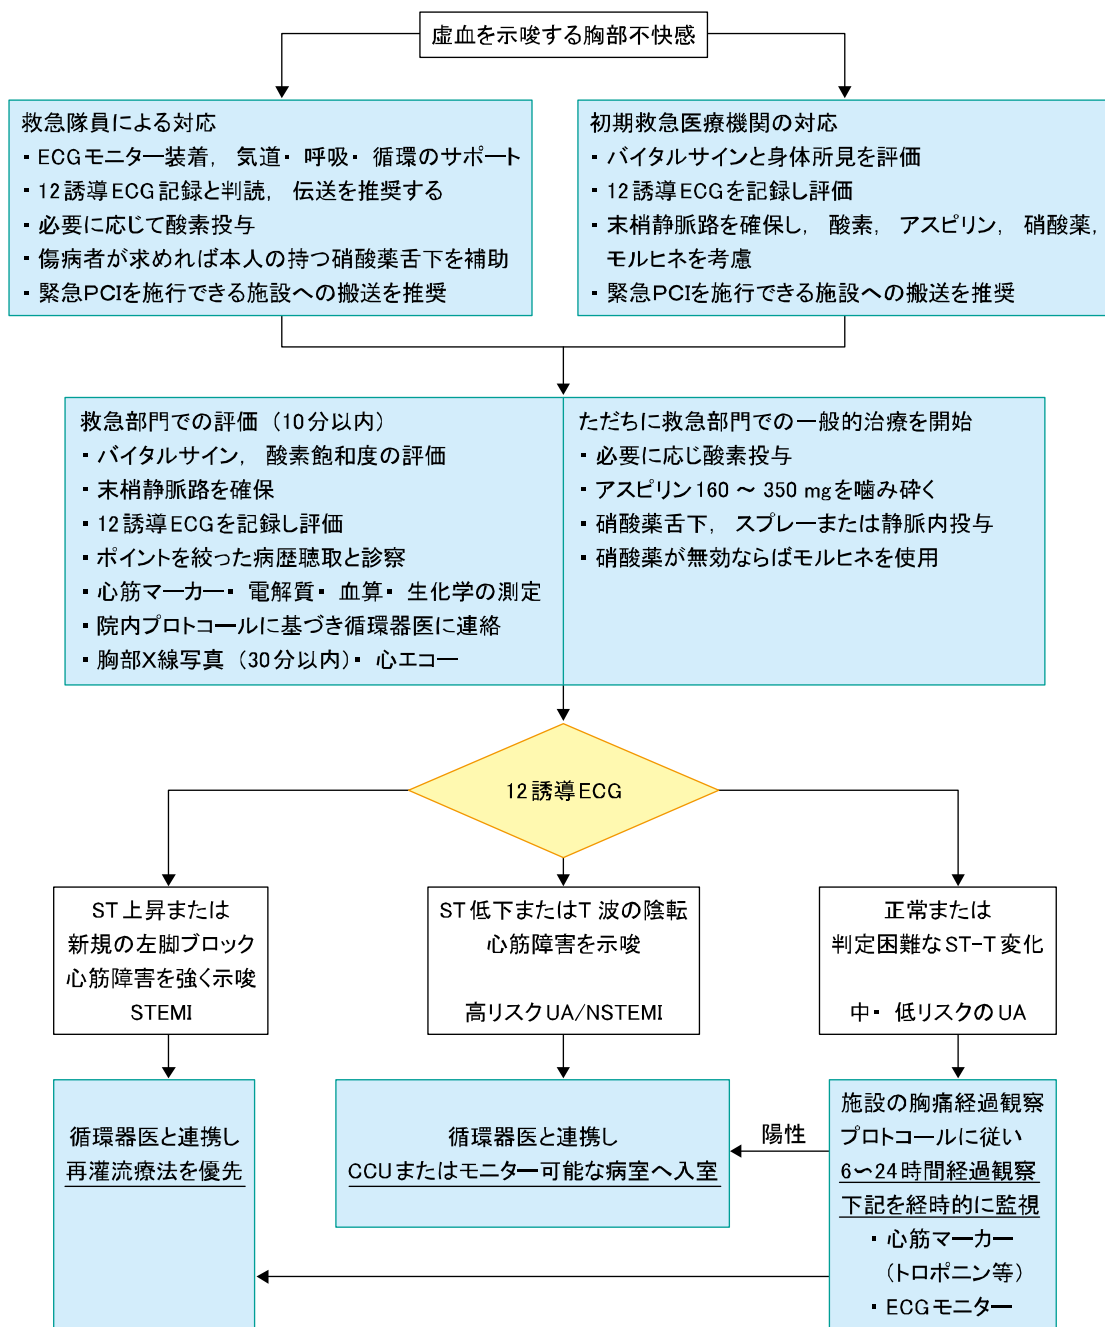 虚血を示唆する胸部不快感
救急隊員による対応
・ECGモニター装着, 気道・呼吸・循環のサポート
・12誘導ECG記録と判読, 伝送を推奨する
・必要に応じて酸素投与
・傷病者が求めれば本人の持つ硝酸薬舌下を補助
・緊急PCIを施行できる施設への搬送を推奨
初期救急医療機関の対応
・バイタルサインと身体所見を評価
・12誘導ECGを記録し評価
・末梢静脈路を確保し, 酸素, アスピリン, 硝酸薬,
モルヒネを考慮
・緊急PCIを施行できる施設への搬送を推奨
救急部門での評価 (10分以内)
・バイタルサイン, 酸素飽和度の評価
・末梢静脈路を確保
・12誘導ECGを記録し評価
・ポイントを絞った病歴聴取と診察
・心筋マーカー・電解質・血算・生化学の測定
・院内プロトコールに基づき循環器医に連絡
・胸部X線写真 (30分以内)・心エコー
ただちに救急部門での一般的治療を開始
・必要に応じ酸素投与
・アスピリン160 ~ 350 mgを噛み砕く
・硝酸薬舌下, スプレーまたは静脈内投与
・硝酸薬が無効ならばモルヒネを使用
12誘導ECG
ST上昇または
新規の左脚ブロック
心筋障害を強く示唆
STEMI
ST低下またはT波の陰転
心筋障害を示唆
高リスクUA/NSTEMI
正常または
判定困難なST-T変化
中・低リスクのUA
循環器医と連携し
再灌流療法を優先
循環器医と連携し
CCUまたはモニター可能な病室へ入室
陽性
施設の胸痛経過観察
プロトコールに従い
6~24時間経過観察
下記を経時的に監視
・心筋マーカー
(トロポニン等)
・ECGモニター